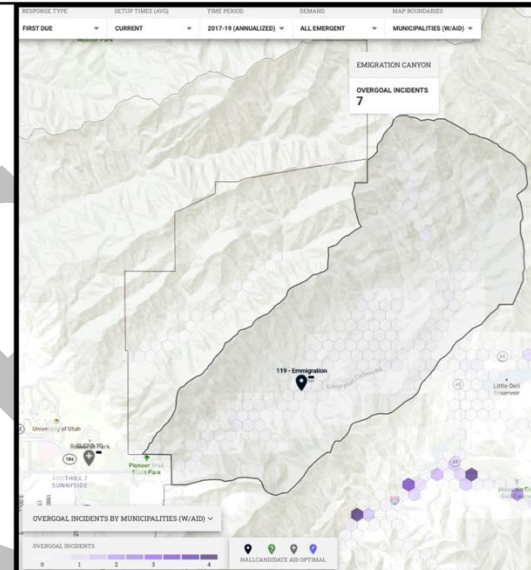 RESPONSE TYPE SETUP TIMES (AVG) TIME PERIOD DEMAND MAP BOUNDARIES
FIRST DUE CURRENT 2017-19 (ANNUALIZED) ALL EMERGENT MUNICIPALITIES (W/AID)
EMIGRATION CANYON
OVERGOAL INCIDENTS
7
119 - Emmigration
Little Dell
Reservoir
University of Utah
Park
186
Pioneer Trail
State Park
FOOTHILL /
SUNNYSIDE
OVERGOAL INCIDENTS BY MUNICIPALITIES (W/AID)
OVERGOAL INCIDENTS
0 1 2 3 4
HALL CANDIDATE AID OPTIMAL